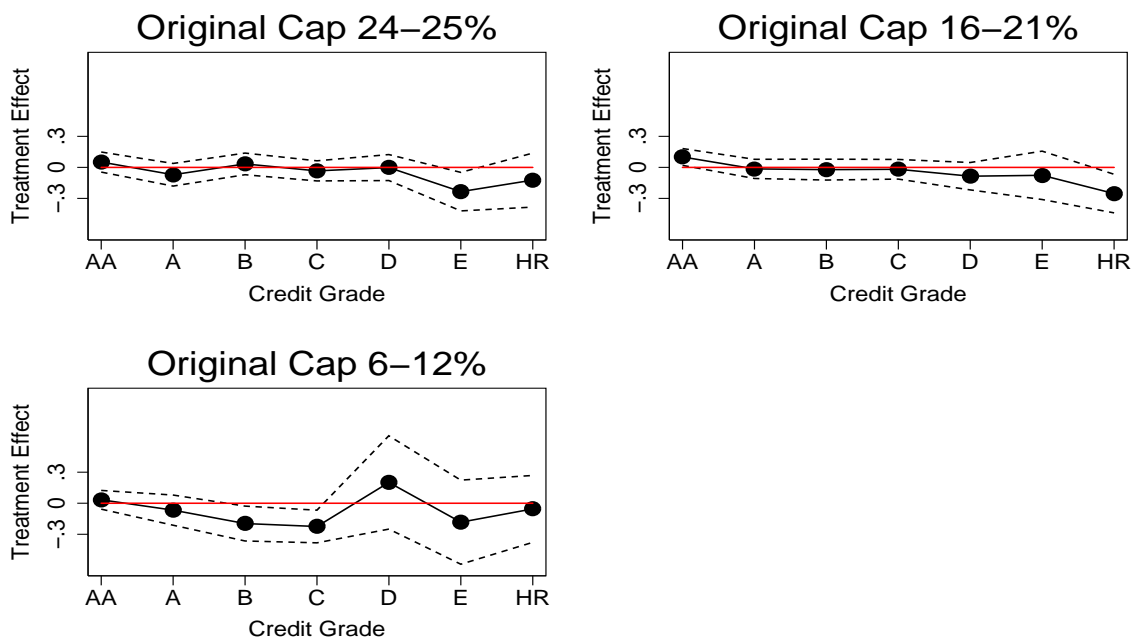 Original Cap 24−25%
Treatment Effect
.3
0
−.3
AA A B C D E HR
Credit Grade
Original Cap 16−21%
Treatment Effect
.3
0
−.3
AA A B C D E HR
Credit Grade
Original Cap 6−12%
Treatment Effect
.3
0
−.3
AA A B C D E HR
Credit Grade